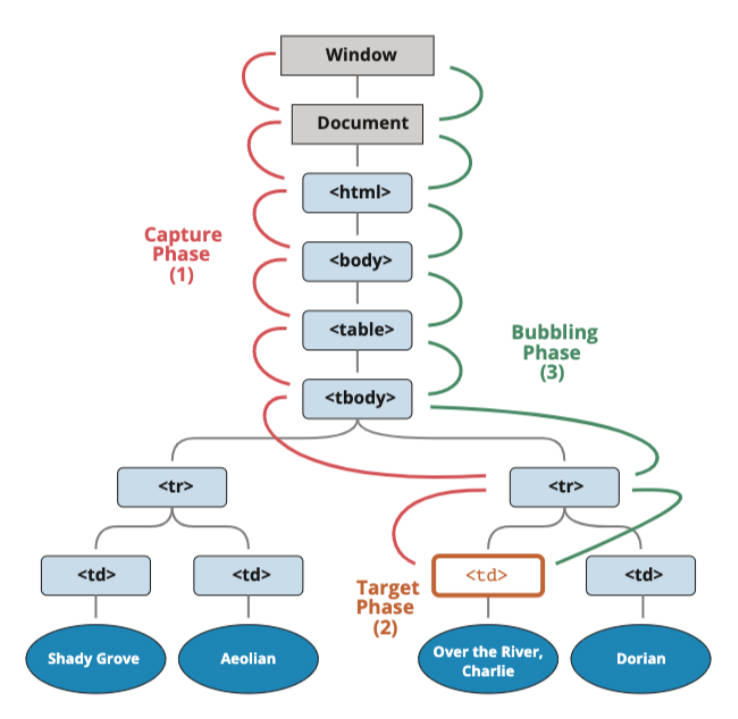 Window
Document
<html>
Capture
Phase
(1)
<body>
<table>
Bubbling
Phase
(3)
<tbody>
<tr>
<tr>
<td>
<td>
<td>
<td>
Target
Phase
(2)
Shady Grove
Aeolian
Over the River,
Charlie
Dorian